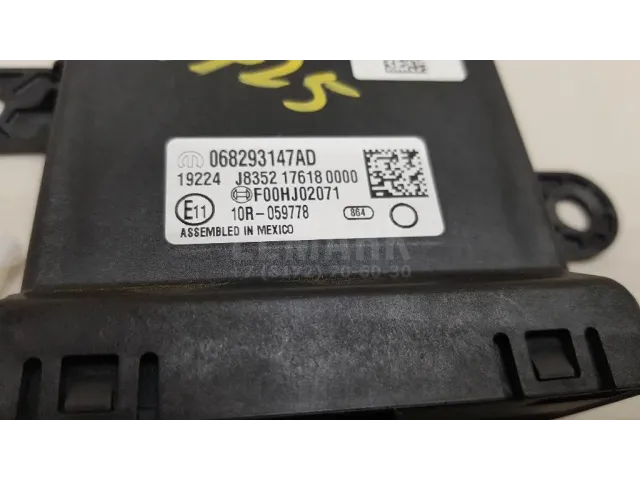 068293147AD
19224 J8352 17618 0000
F00HJ02071
E11 10R-059778 864
ASSEMBLED IN MEXICO